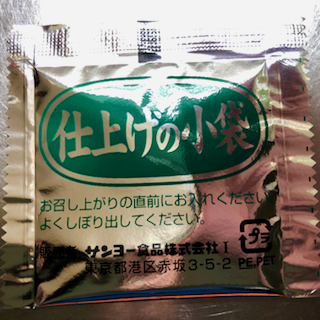 仕上げの小袋
お召し上がりの直前にお入れください
よくしぼり出してください。
サンヨー食品株式会社 I
東京都港区赤坂3-5-2
プラ
PE.PET